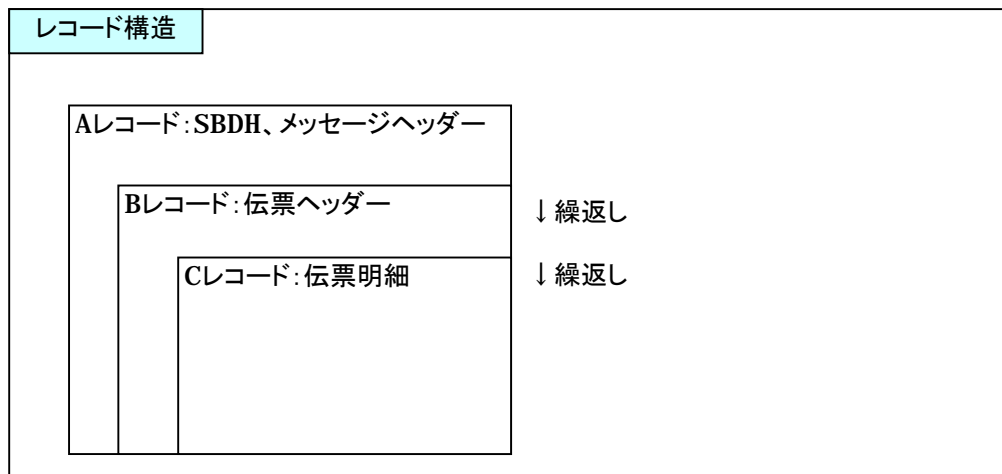 レコード構造
Aレコード：SBDH、メッセージヘッダー
Bレコード：伝票ヘッダー
↓繰返し
Cレコード：伝票明細
↓繰返し